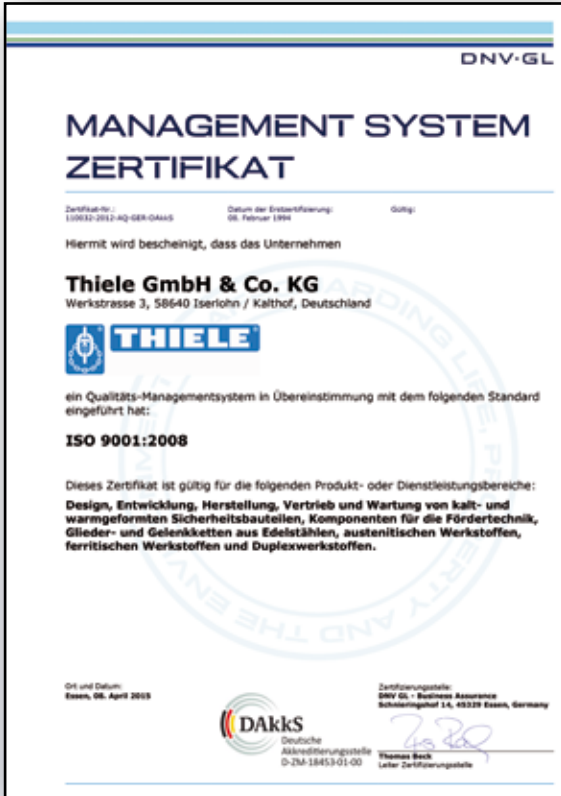 DNV·GL
MANAGEMENT SYSTEM
ZERTIFIKAT
Zertifikat-Nr.: Datum der Erstzertifizierung: Gültig:
110032-2012-AQ-GER-DAkkS 08. Februar 1994
Hiermit wird bescheinigt, dass das Unternehmen
Thiele GmbH & Co. KG
Werkstrasse 3, 58640 Iserlohn / Kalthof, Deutschland
THIELE
ein Qualitäts-Managementsystem in Übereinstimmung mit dem folgenden Standard
eingeführt hat:
ISO 9001:2008
Dieses Zertifikat ist gültig für die folgenden Produkt- oder Dienstleistungsbereiche:
Design, Entwicklung, Herstellung, Vertrieb und Wartung von kalt- und
warmgeformten Sicherheitsbauteilen, Komponenten für die Fördertechnik,
Glieder- und Gelenkketten aus Edelstählen, austenitischen Werkstoffen,
ferritischen Werkstoffen und Duplexwerkstoffen.
Ort und Datum:
Essen, 08. April 2015
DAkkS
Deutsche
Akkreditierungsstelle
D-ZM-18453-01-00
Zertifizierungsstelle:
DNV GL - Business Assurance
Schnieringshof 14, 45329 Essen, Germany
Thomas Beck
Leiter Zertifizierungsstelle